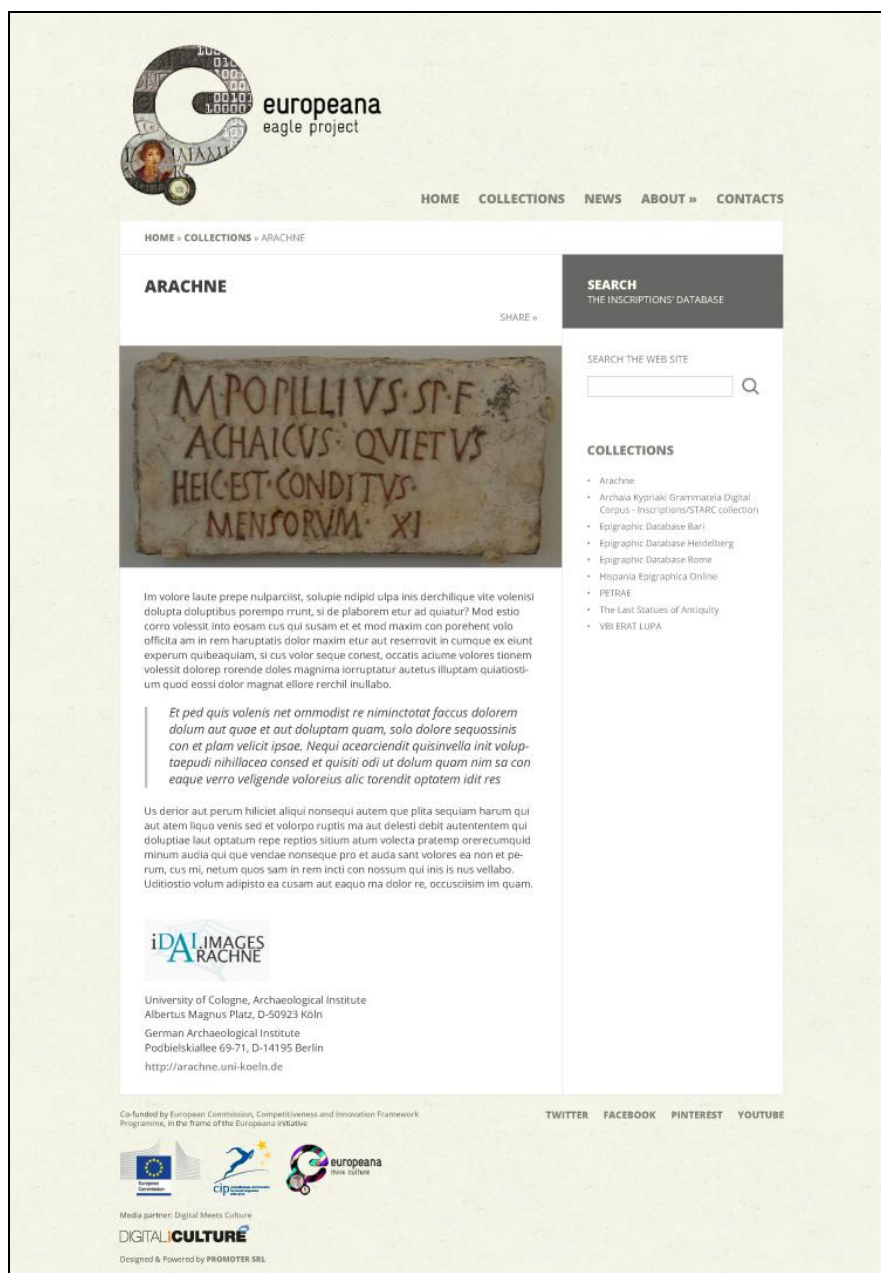 europeana
eagle project
HOME COLLECTIONS NEWS ABOUT » CONTACTS
HOME » COLLECTIONS » ARACHNE
ARACHNE
SHARE »
M·POPILLIVS·SP·F
ACHAICUS· QVIETVS
HEIC·EST·CONDITVS·
MENSORVM· XI
Im volore laute prepe nulparciist, solupie ndipid ulpa inis derchilique vite volenisi
dolupta doluptibus porempo rrunt, si de plaborem etur ad quiatur? Mod estio
corro volessit into eosam cus qui susam et et mod maxim con porehent volo
officita am in rem haruptatis dolor maxim etur aut reserrovit in cumque ex eiunt
experum quibeaquiam, si cus volor seque conest, occatis aciume volores tionem
volessit dolorep rorende doles magnima iorruptatur autetus illuptam quiatiosti-
um quod eossi dolor magnat ellore rerchil inullabo.
Et ped quis volenis net ommodist re niminctotat faccus dolorem
dolum aut quae et aut doluptam quam, solo dolore sequossinis
con et plam velicit ipsae. Nequi acearciendit quisinvella init volup-
taepudi nihillacea consed et quisiti odi ut dolum quam nim sa con
eaque verro veligende voloreius alic torendit optatem idit res
Us derior aut perum hiliciet aliqui nonsequi autem que plita sequiam harum qui
aut atem liquo venis sed et volorpo ruptis ma aut delesti debit autententem qui
doluptiae laut optatum repe reptios sitium atum volecta pratemp orerecumquid
minum audia qui que vendae nonseque pro et auda sant volores ea non et pe-
rum, cus mi, netum quos sam in rem incti con nossum qui inis is nus vellabo.
Uditiostio volum adipisto ea cusam aut eaquo ma dolor re, occusciisim im quam.
iDAI.IMAGES
ARACHNE
University of Cologne, Archaeological Institute
Albertus Magnus Platz, D-50923 Köln
German Archaeological Institute
Podbielskiallee 69-71, D-14195 Berlin
http://arachne.uni-koeln.de
SEARCH
THE INSCRIPTIONS' DATABASE
SEARCH THE WEB SITE
COLLECTIONS
• Arachne
• Archaia Kypriaki Grammateia Digital
Corpus - Inscriptions/STARC collection
• Epigraphic Database Bari
• Epigraphic Database Heidelberg
• Epigraphic Database Rome
• Hispania Epigraphica Online
• PETRAE
• The Last Statues of Antiquity
• VBI ERAT LUPA
Co-funded by European Commission, Competitiveness and Innovation Framework
Programme, in the frame of the Europeana initiative
TWITTER FACEBOOK PINTEREST YOUTUBE
European
Commission
cip
europeana
think culture
Media partner: Digital Meets Culture
DIGITALiCULTURE
Designed & Powered by PROMOTER SRL